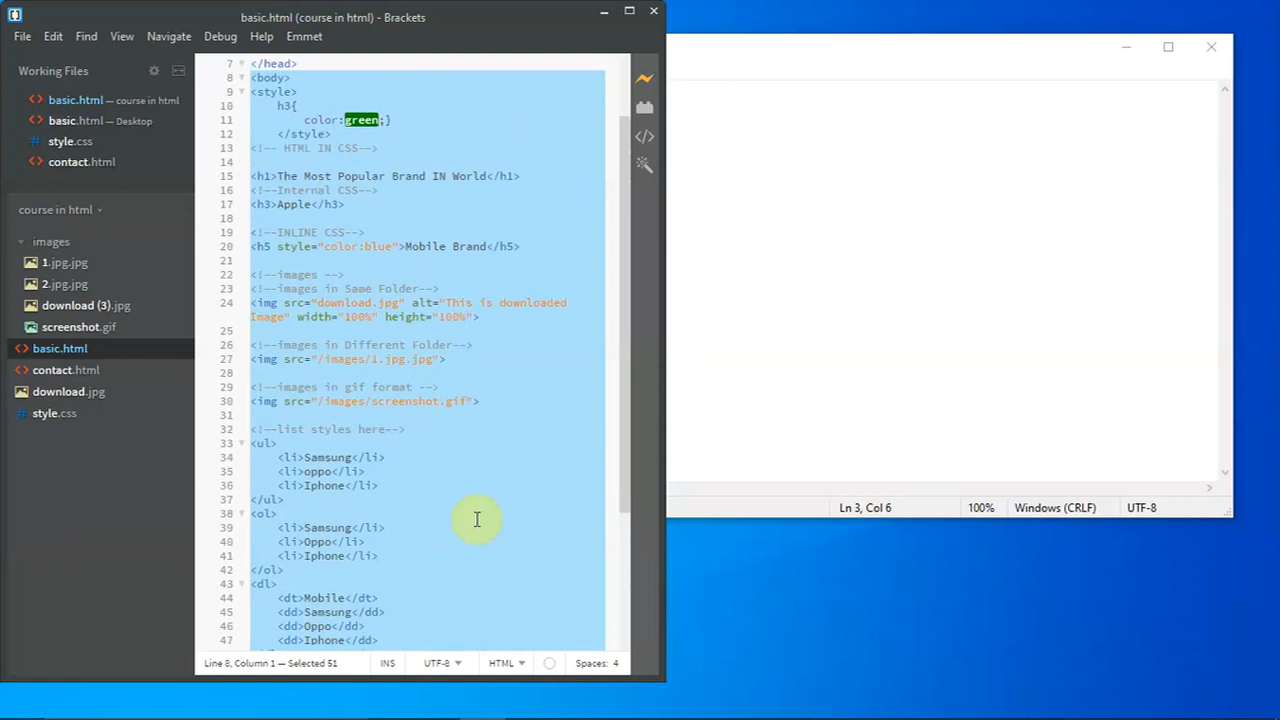 basic.html (course in html) - Brackets
File Edit Find View Navigate Debug Help Emmet
Working Files
basic.html — course in html
basic.html — Desktop
style.css
contact.html
course in html
images
1.jpg.jpg
2.jpg.jpg
download (3).jpg
screenshot.gif
basic.html
contact.html
download.jpg
style.css
7 </head>
8 <body>
9 <style>
10 h3{
11 color:green;}
12 </style>
13 <!-- HTML IN CSS-->
14
15 <h1>The Most Popular Brand IN World</h1>
16 <!--Internal CSS-->
17 <h3>Apple</h3>
18
19 <!--INLINE CSS-->
20 <h5 style="color:blue">Mobile Brand</h5>
21
22 <!--images -->
23 <!--images in Same Folder-->
24 <img src="download.jpg" alt="This is downloaded
Image" width="100%" height="100%">
25
26 <!--images in Different Folder-->
27 <img src="/images/1.jpg.jpg">
28
29 <!--images in gif format -->
30 <img src="/images/screenshot.gif">
31
32 <!--list styles here-->
33 <ul>
34 <li>Samsung</li>
35 <li>oppo</li>
36 <li>Iphone</li>
37 </ul>
38 <ol>
39 <li>Samsung</li>
40 <li>Oppo</li>
41 <li>Iphone</li>
42 </ol>
43 <dl>
44 <dt>Mobile</dt>
45 <dd>Samsung</dd>
46 <dd>Oppo</dd>
47 <dd>Iphone</dd>
Line 8, Column 1 — Selected 51 INS UTF-8 HTML Spaces: 4
Ln 3, Col 6 100% Windows (CRLF) UTF-8